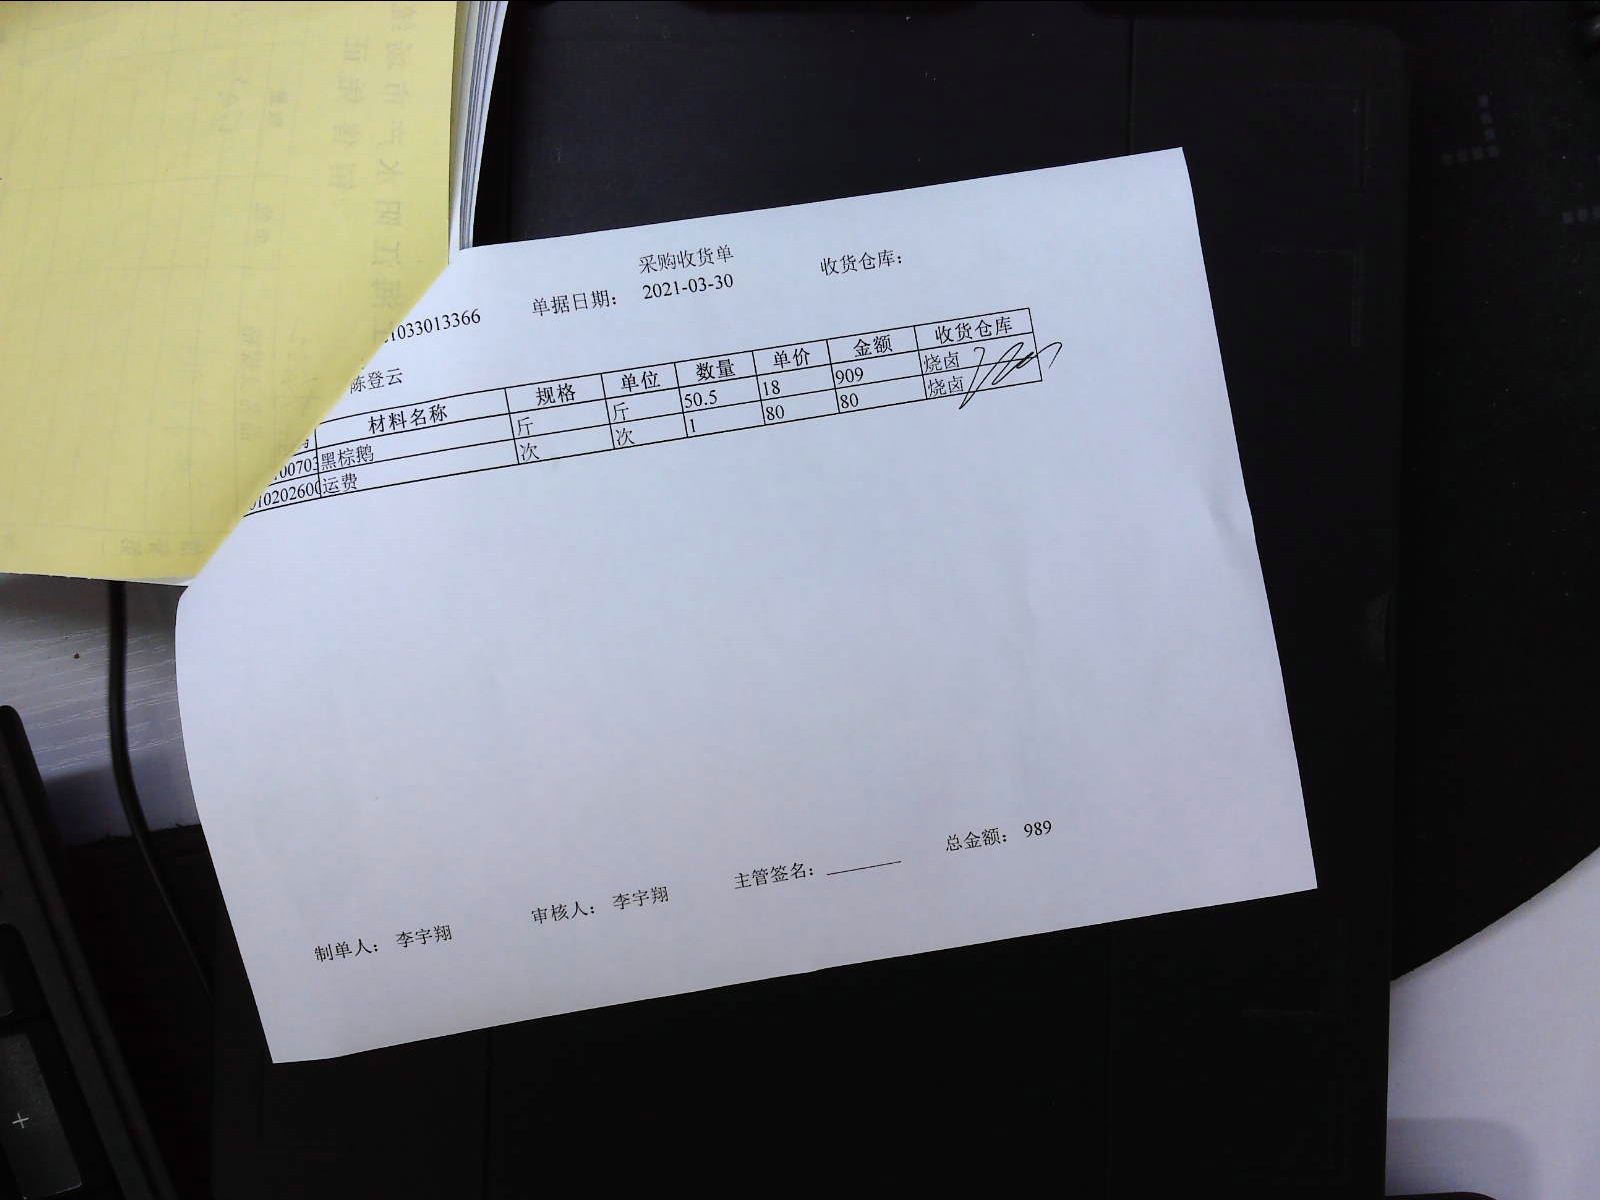 采购收货单
单据日期： 2021-03-30 收货仓库：
1033013366
陈登云
材料名称 规格 单位 数量 单价 金额 收货仓库
00703 黑棕鹅 斤 斤 50.5 18 909 烧卤
010202600 运费 次 次 1 80 80 烧卤
制单人： 李宇翔 审核人： 李宇翔 主管签名： 总金额： 989